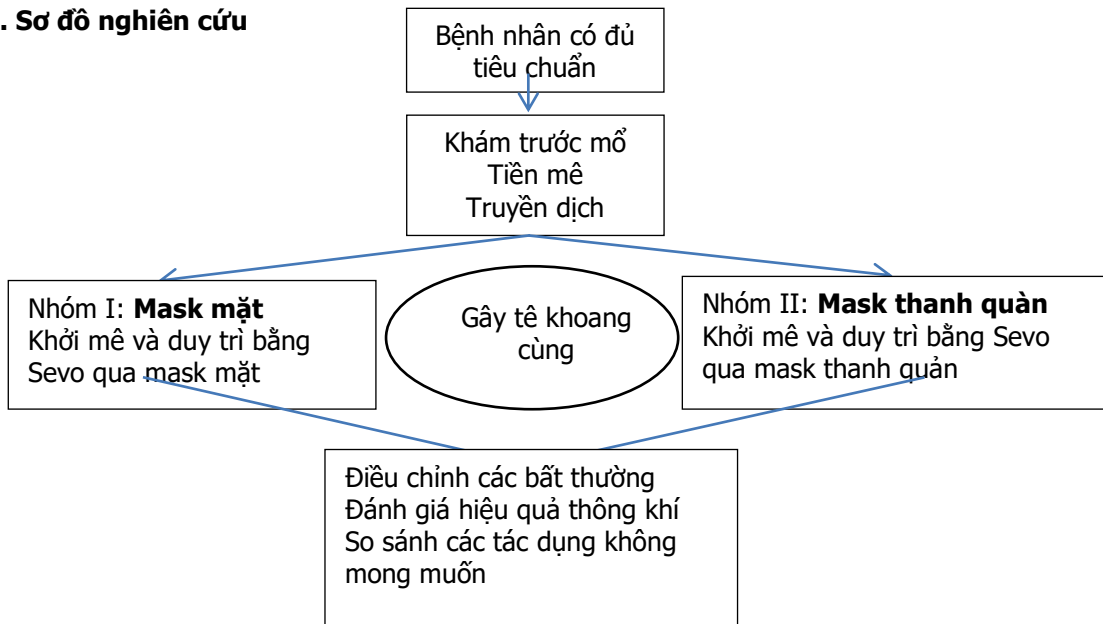 . Sơ đồ nghiên cứu
Bệnh nhân có đủ
tiêu chuẩn
Khám trước mổ
Tiền mê
Truyền dịch
Nhóm I: Mask mặt
Khởi mê và duy trì bằng
Sevo qua mask mặt
Gây tê khoang
cùng
Nhóm II: Mask thanh quàn
Khởi mê và duy trì bằng Sevo
qua mask thanh quản
Điều chỉnh các bất thường
Đánh giá hiệu quả thông khí
So sánh các tác dụng không
mong muốn